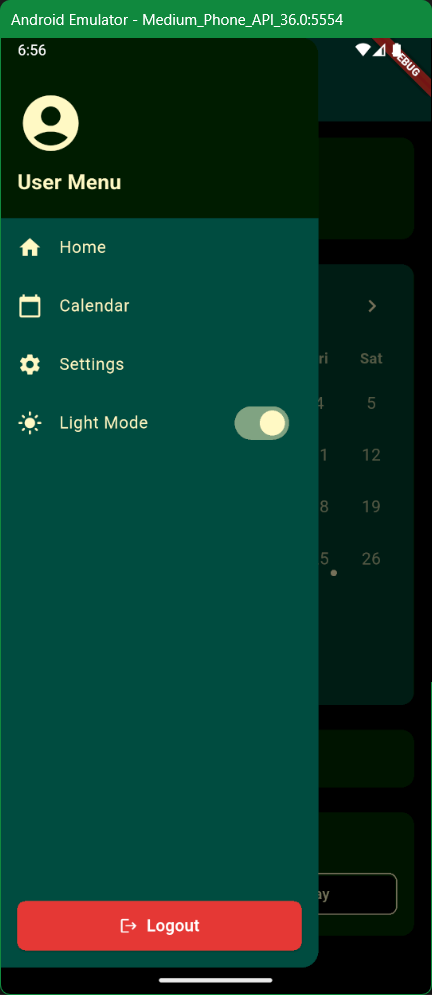 Android Emulator - Medium_Phone_API_36.0:5554
6:56
User Menu
Home
Calendar
Settings
Light Mode
ri Sat
4 5
1 12
8 19
5 26
ay
Logout